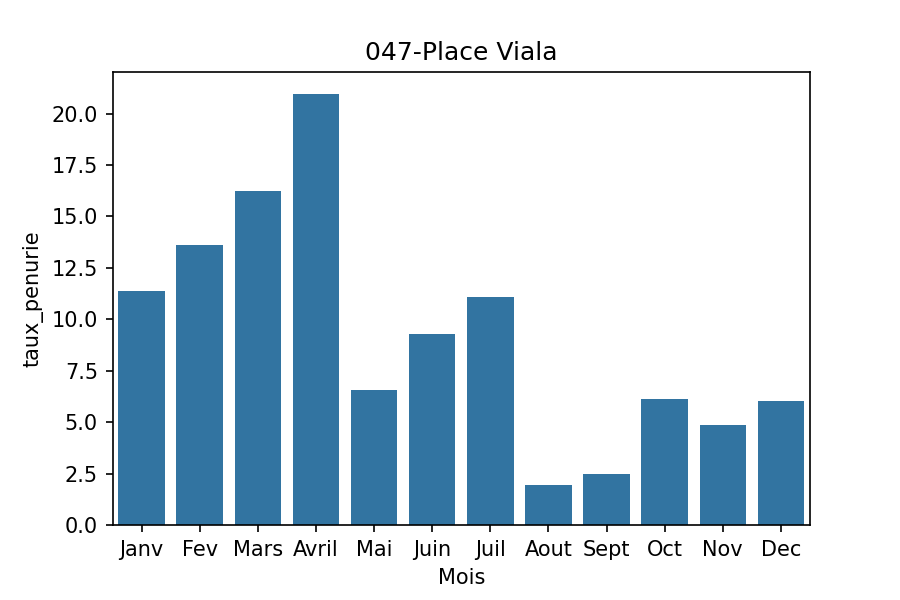 047-Place Viala
taux_penurie
20.0
17.5
15.0
12.5
10.0
7.5
5.0
2.5
0.0
Janv Fev Mars Avril Mai Juin Juil Aout Sept Oct Nov Dec
Mois